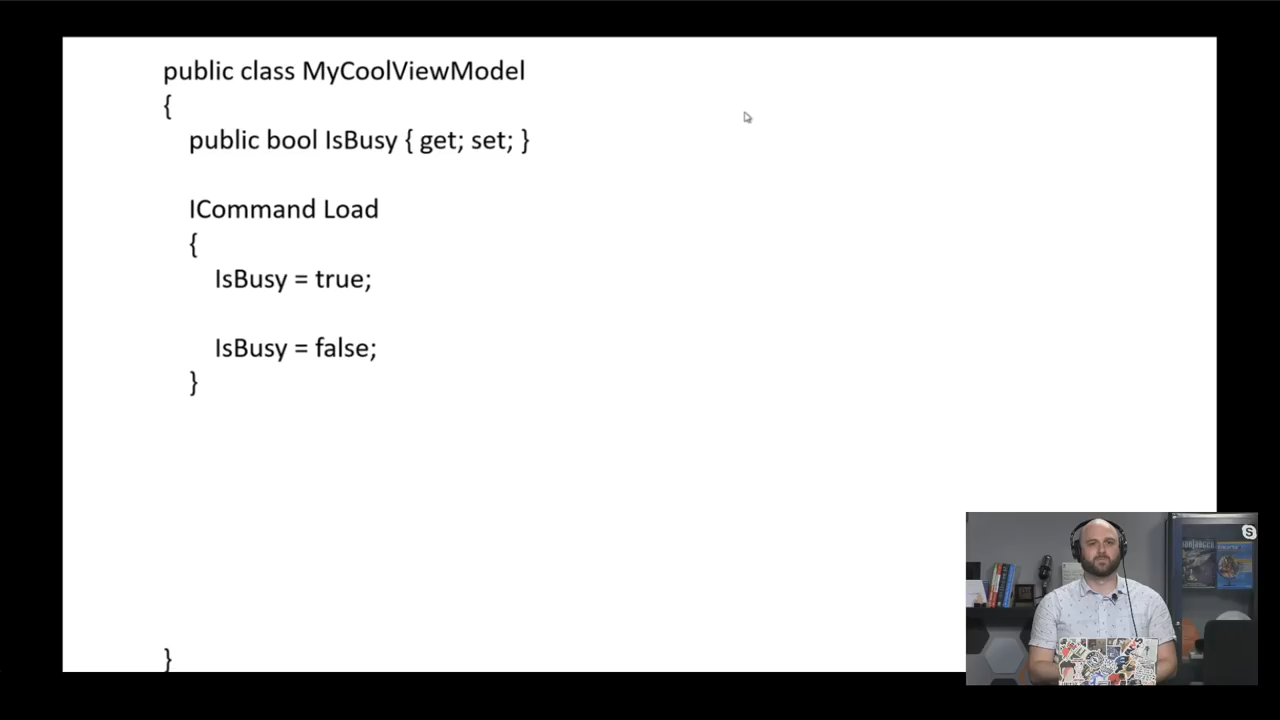 public class MyCoolViewModel
{
public bool IsBusy { get; set; }
ICommand Load
{
IsBusy = true;
IsBusy = false;
}
}